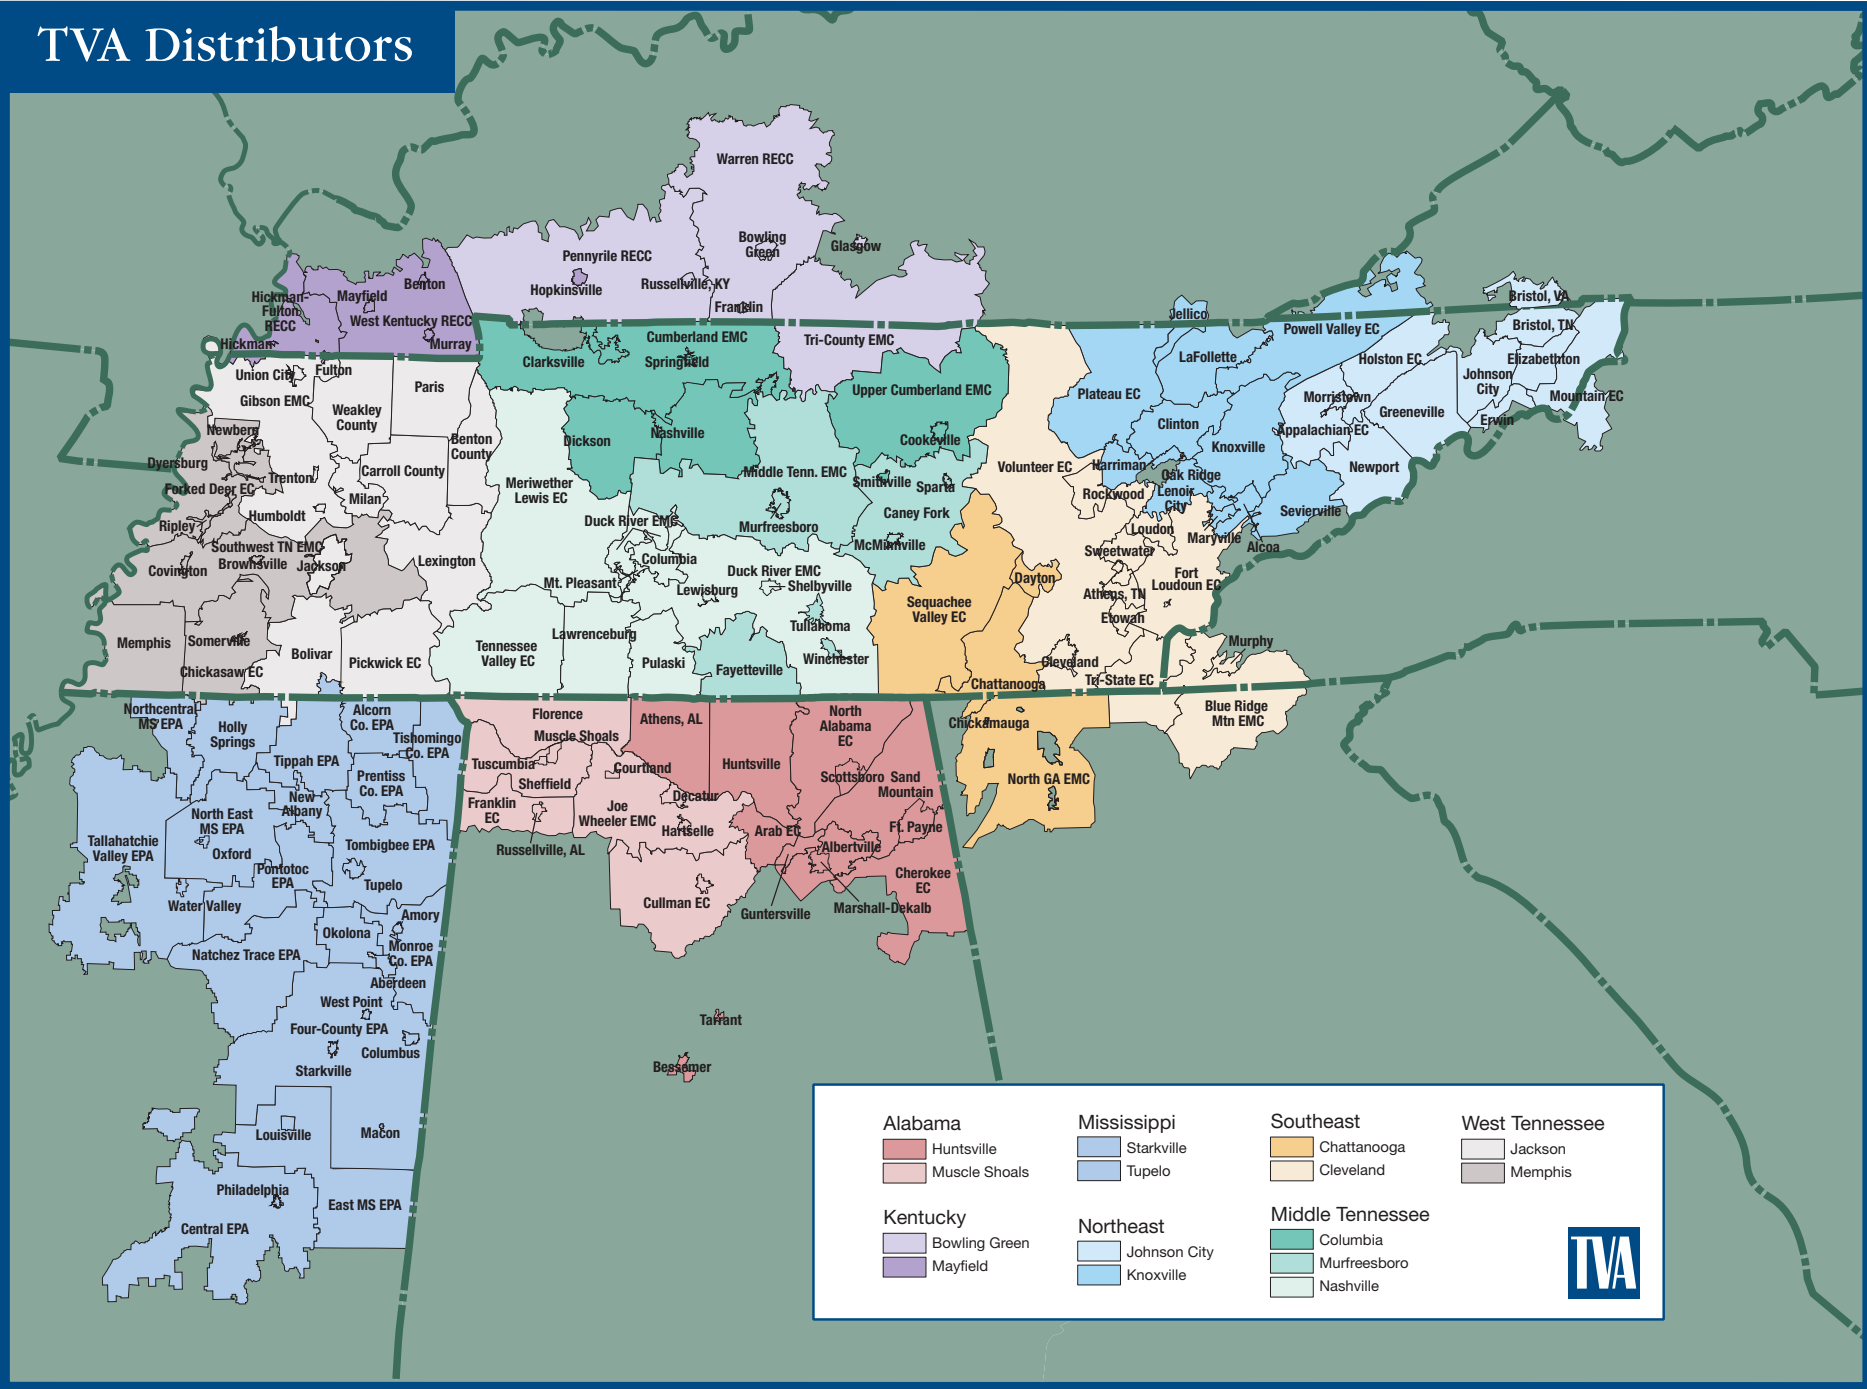 TVA Distributors
Warren RECC
Bowling
Green
Glasgow
Pennyrile RECC
Hopkinsville
Russellville, KY
Franklin
Benton
Mayfield
Hickman-
Fulton
RECC
West Kentucky RECC
Hickman
Murray
Tri-County EMC
Cumberland EMC
Clarksville
Springfield
Upper Cumberland EMC
Cookeville
Dickson
Nashville
Union City
Fulton
Paris
Gibson EMC
Weakley
County
Newbern
Benton
County
Dyersburg
Carroll County
Trenton
Forked Deer EC
Milan
Humboldt
Ripley
Southwest TN EMC
Brownsville
Jackson
Covington
Lexington
Memphis
Somerville
Chickasaw EC
Bolivar
Pickwick EC
Meriwether
Lewis EC
Middle Tenn. EMC
Murfreesboro
Smithville
Sparta
Caney Fork
McMinnville
Duck River EMC
Columbia
Duck River EMC
Mt. Pleasant
Lewisburg
Shelbyville
Tullahoma
Winchester
Lawrenceburg
Tennessee
Valley EC
Pulaski
Fayetteville
Jellico
Powell Valley EC
LaFollette
Plateau EC
Clinton
Knoxville
Volunteer EC
Harriman
Oak Ridge
Rockwood
Lenoir
City
Sevierville
Loudon
Maryville
Alcoa
Sweetwater
Fort
Loudoun EC
Dayton
Athens, TN
Etowah
Sequachee
Valley EC
Cleveland
Chattanooga
Tri-State EC
Murphy
Blue Ridge
Mtn EMC
Chickamauga
North GA EMC
Bristol, VA
Bristol, TN
Holston EC
Elizabethton
Johnson
City
Mountain EC
Morristown
Greeneville
Erwin
Appalachian EC
Newport
Northcentral
MS EPA
Holly
Springs
Alcorn
Co. EPA
Tishomingo
Co. EPA
Tippah EPA
Prentiss
Co. EPA
New
Albany
North East
MS EPA
Oxford
Tallahatchie
Valley EPA
Tombigbee EPA
Pontotoc
EPA
Tupelo
Water Valley
Amory
Okolona
Monroe
Co. EPA
Natchez Trace EPA
Aberdeen
West Point
Four-County EPA
Columbus
Starkville
Louisville
Macon
Philadelphia
East MS EPA
Central EPA
Florence
Muscle Shoals
Tuscumbia
Sheffield
Courtland
Franklin
EC
Joe
Wheeler EMC
Decatur
Hartselle
Russellville, AL
Cullman EC
Athens, AL
Huntsville
North
Alabama
EC
Scottsboro
Sand
Mountain
Arab EC
Ft. Payne
Albertville
Cherokee
EC
Guntersville
Marshall-Dekalb
Tarrant
Bessemer
Alabama
Huntsville
Muscle Shoals
Kentucky
Bowling Green
Mayfield
Mississippi
Starkville
Tupelo
Northeast
Johnson City
Knoxville
Southeast
Chattanooga
Cleveland
Middle Tennessee
Columbia
Murfreesboro
Nashville
West Tennessee
Jackson
Memphis
TVA